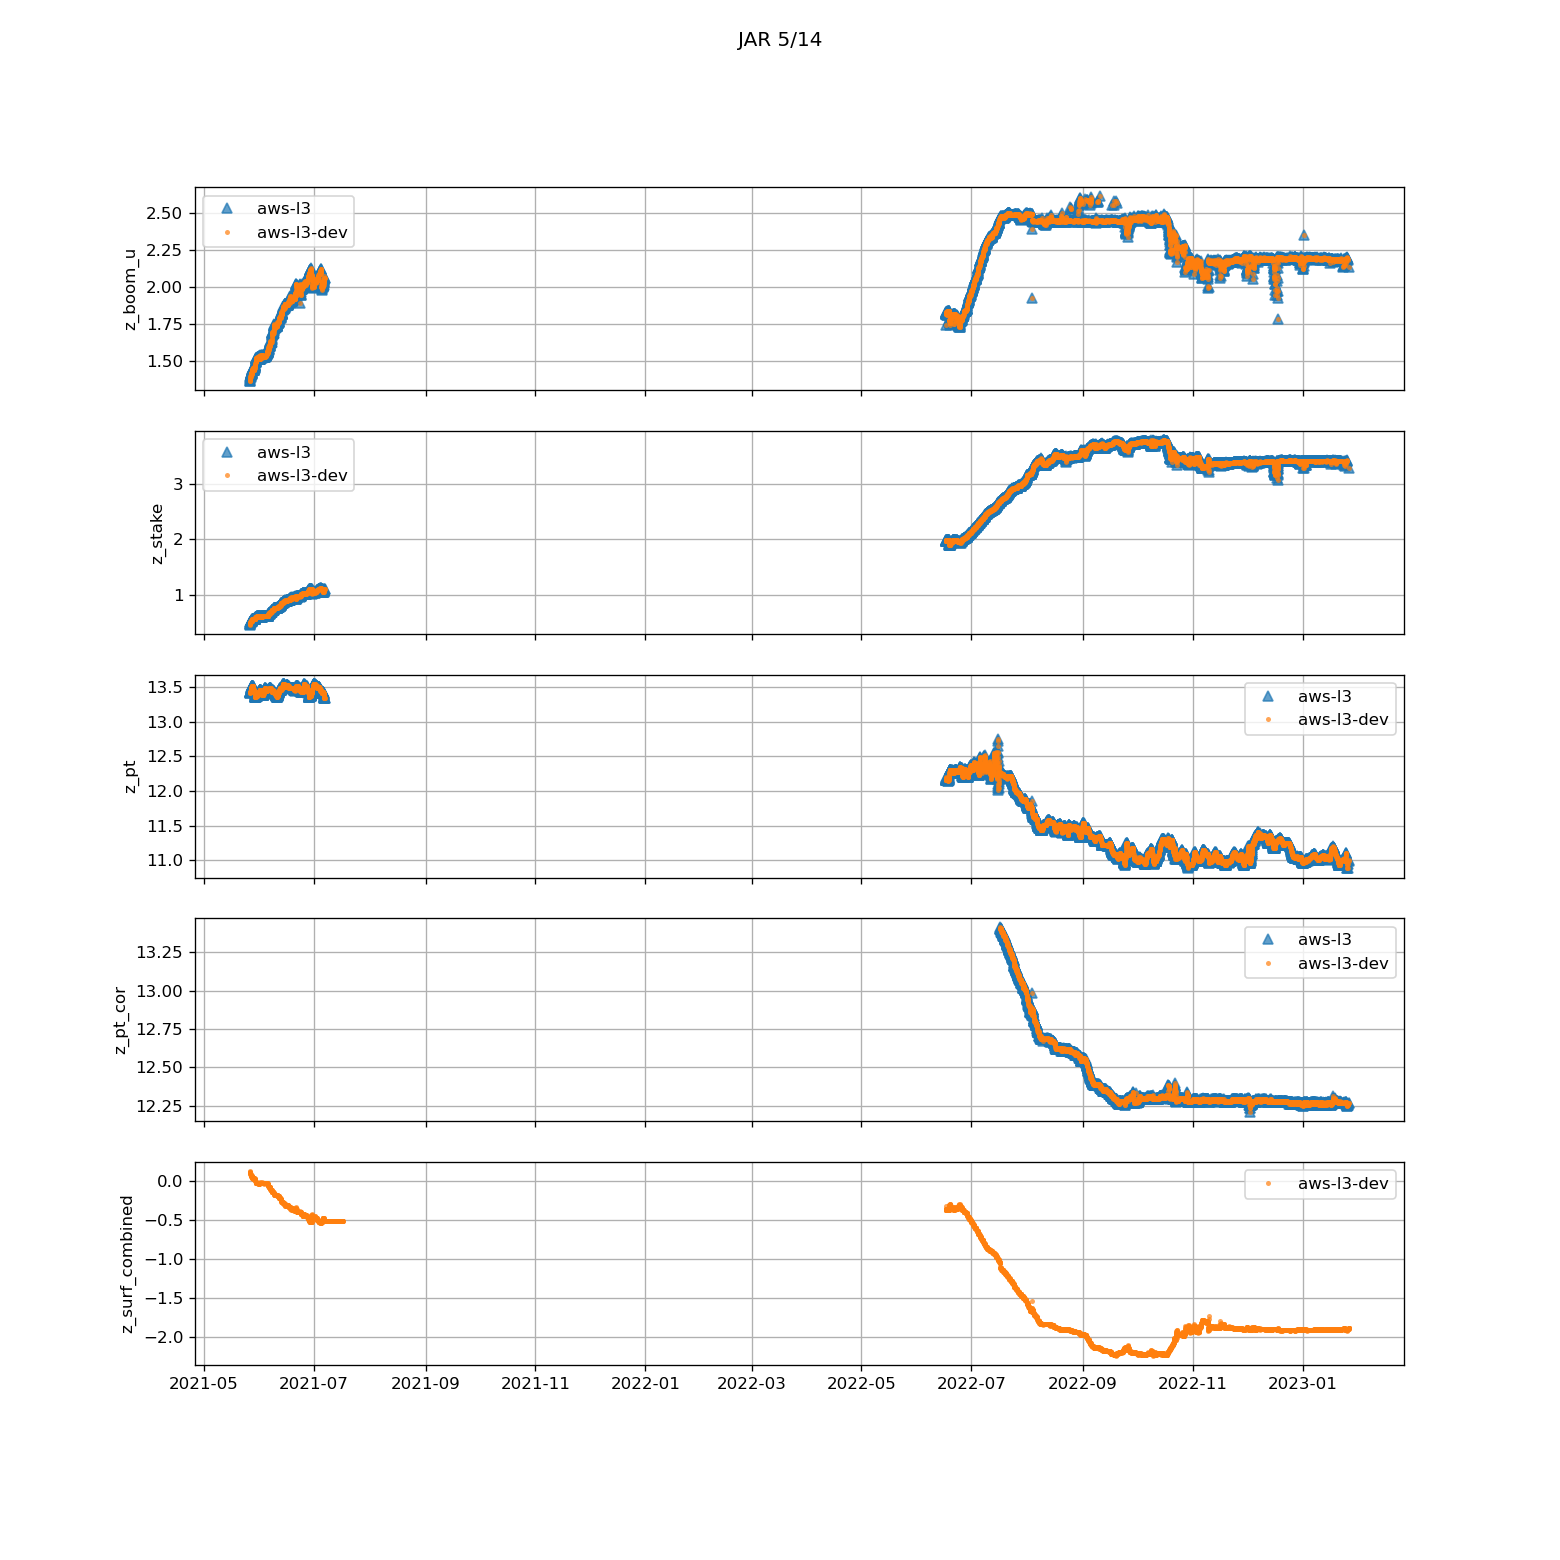 JAR 5/14
z_boom_u
2.50
2.25
2.00
1.75
1.50
aws-l3
aws-l3-dev
z_stake
3
2
1
aws-l3
aws-l3-dev
z_pt
13.5
13.0
12.5
12.0
11.5
11.0
aws-l3
aws-l3-dev
z_pt_cor
13.25
13.00
12.75
12.50
12.25
aws-l3
aws-l3-dev
z_surf_combined
0.0
−0.5
−1.0
−1.5
−2.0
aws-l3-dev
2021-05 2021-07 2021-09 2021-11 2022-01 2022-03 2022-05 2022-07 2022-09 2022-11 2023-01